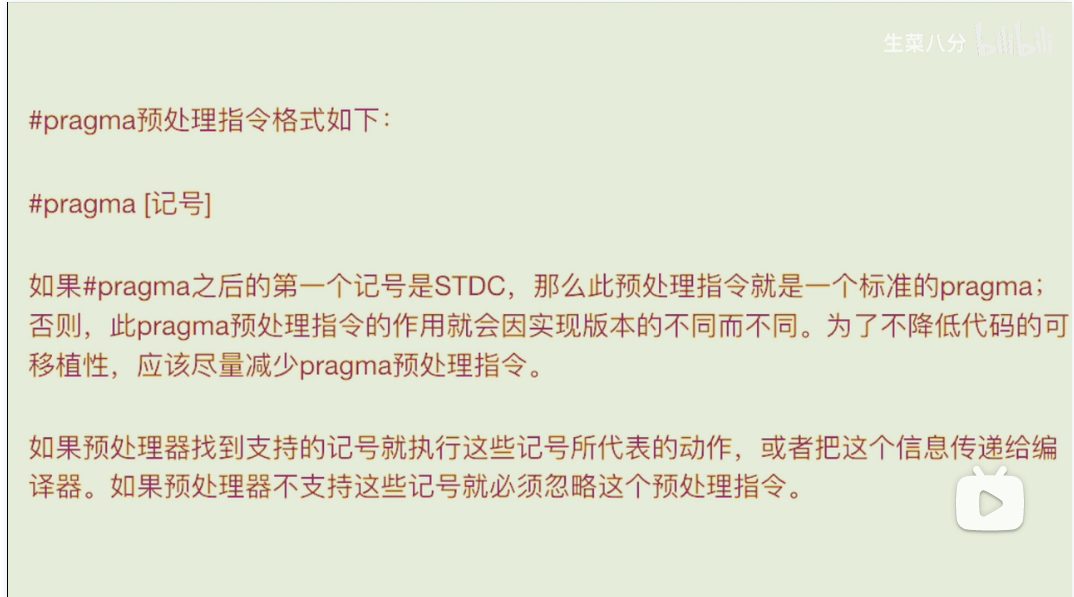 生菜八分 bilibili
#pragma预处理指令格式如下：
#pragma [记号]
如果#pragma之后的第一个记号是STDC，那么此预处理指令就是一个标准的pragma；
否则，此pragma预处理指令的作用就会因实现版本的不同而不同。为了不降低代码的可
移植性，应该尽量减少pragma预处理指令。
如果预处理器找到支持的记号就执行这些记号所代表的动作，或者把这个信息传递给编
译器。如果预处理器不支持这些记号就必须忽略这个预处理指令。